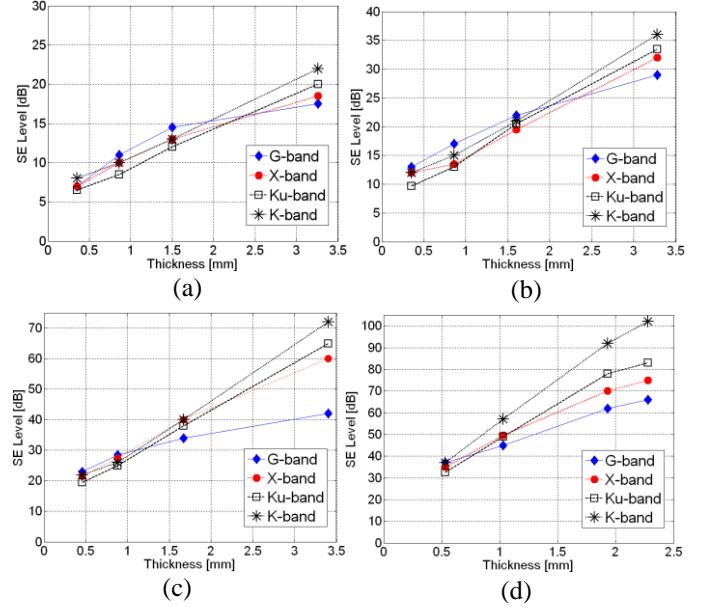 30
25
20
15
10
5
0
SE Level [dB]
G-band
X-band
Ku-band
K-band
0 0.5 1 1.5 2 2.5 3 3.5
Thickness [mm]
(a)
40
35
30
25
20
15
10
5
0
SE Level [dB]
G-band
X-band
Ku-band
K-band
0 0.5 1 1.5 2 2.5 3 3.5
Thickness [mm]
(b)
70
60
50
40
30
20
10
0
SE Level [dB]
G-band
X-band
Ku-band
K-band
0 0.5 1 1.5 2 2.5 3 3.5
Thickness [mm]
(c)
100
90
80
70
60
50
40
30
20
10
0
SE Level [dB]
G-band
X-band
Ku-band
K-band
0 0.5 1 1.5 2 2.5
Thickness [mm]
(d)